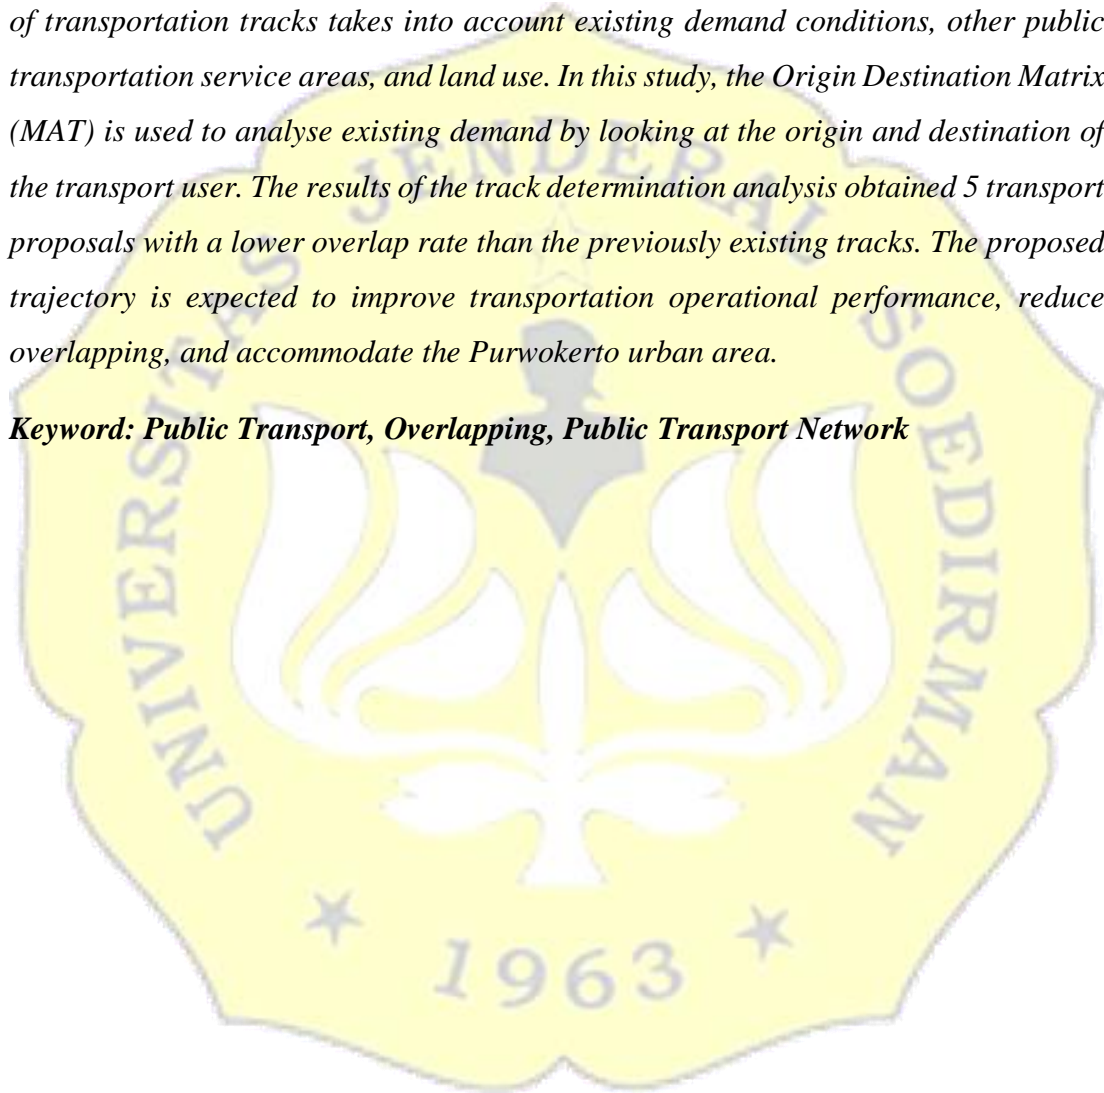 of transportation tracks takes into account existing demand conditions, other public
transportation service areas, and land use. In this study, the Origin Destination Matrix
(MAT) is used to analyse existing demand by looking at the origin and destination of
the transport user. The results of the track determination analysis obtained 5 transport
proposals with a lower overlap rate than the previously existing tracks. The proposed
trajectory is expected to improve transportation operational performance, reduce
overlapping, and accommodate the Purwokerto urban area.
Keyword: Public Transport, Overlapping, Public Transport Network
UNIVERSITAS JENDERAL SOEDIRMAN
1963